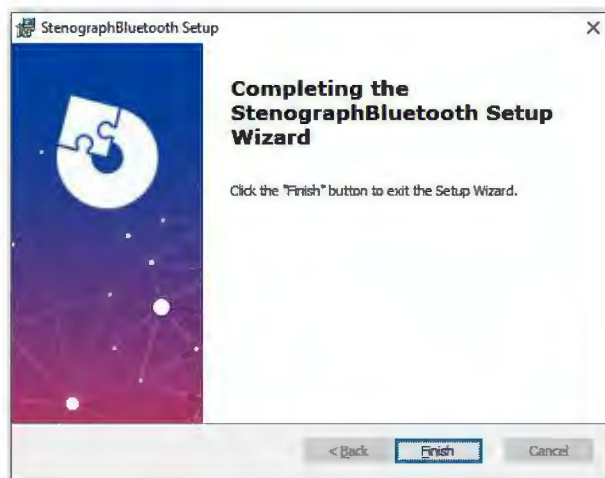 StenographBluetooth Setup
Completing the
StenographBluetooth Setup
Wizard
Click the "Finish" button to exit the Setup Wizard.
< Back
Finish
Cancel